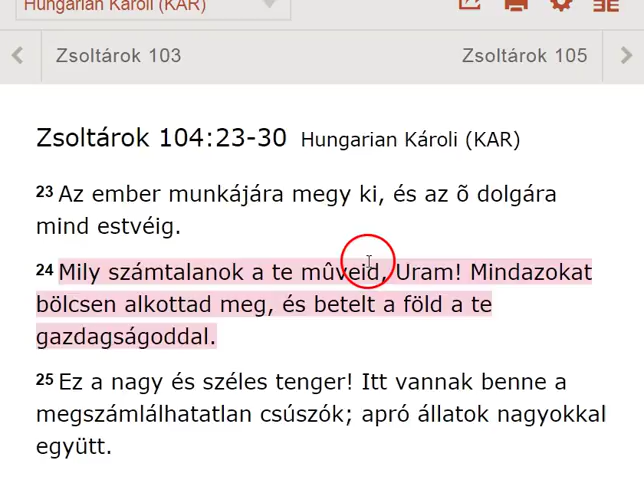 Hungarian Károli (KAR)
Zsoltárok 103 Zsoltárok 105
Zsoltárok 104:23-30 Hungarian Károli (KAR)
23 Az ember munkájára megy ki, és az õ dolgára
mind estvéig.
24 Mily számtalanok a te mûveid, Uram! Mindazokat
bölcsen alkottad meg, és betelt a föld a te
gazdagságoddal.
25 Ez a nagy és széles tenger! Itt vannak benne a
megszámlálhatatlan csúszók; apró állatok nagyokkal
együtt.